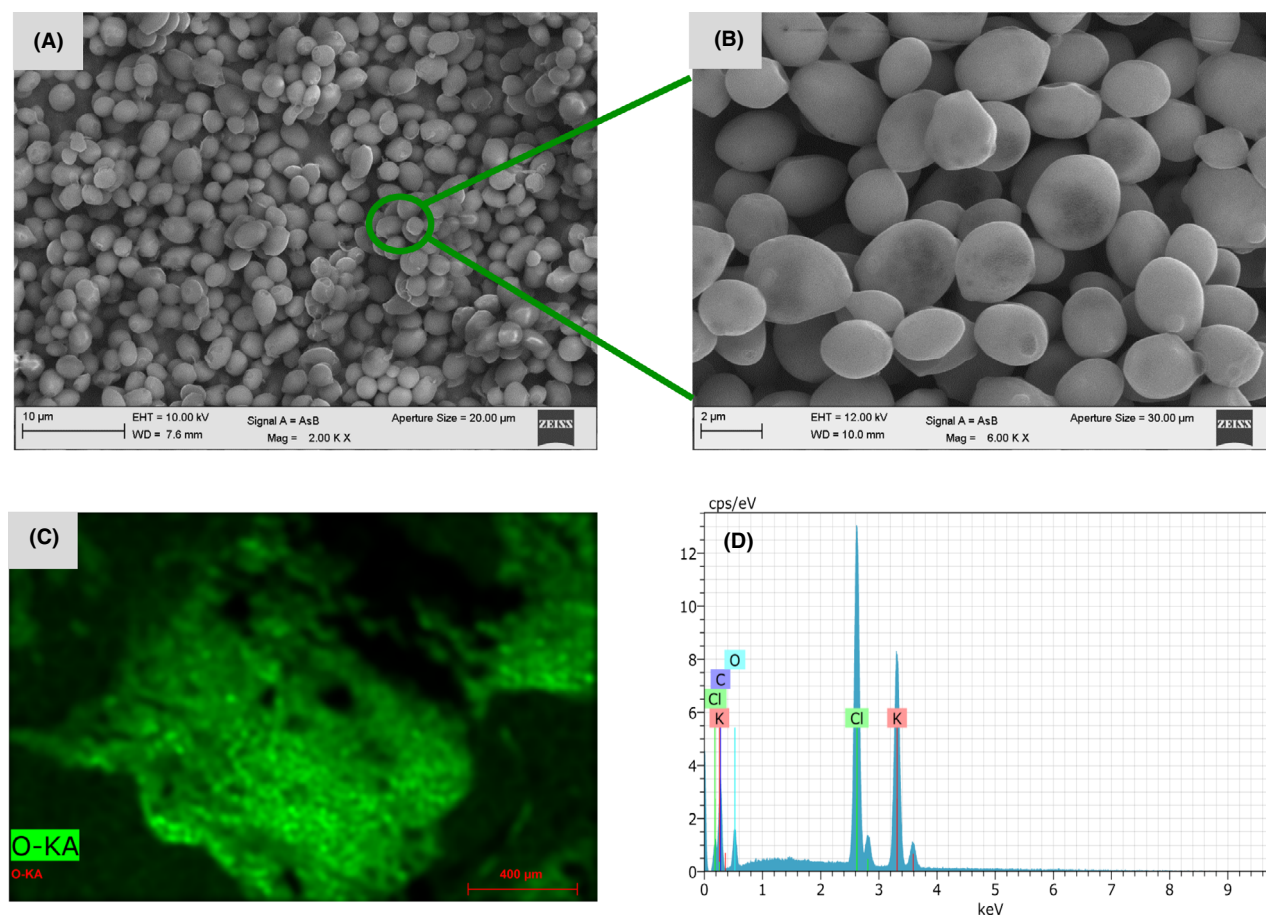 (A)
10 µm
EHT = 10.00 kV
WD = 7.6 mm
Signal A = AsB
Mag = 2.00 K X
Aperture Size = 20.00 µm
ZEISS
(B)
2 µm
EHT = 12.00 kV
WD = 10.0 mm
Signal A = AsB
Mag = 6.00 K X
Aperture Size = 30.00 µm
ZEISS
(C)
O-KA
O-KA
400 µm
cps/eV
(D)
12
10
8
6
4
2
0
O
C
Cl
K
Cl
K
0 1 2 3 4 5 6 7 8 9
keV